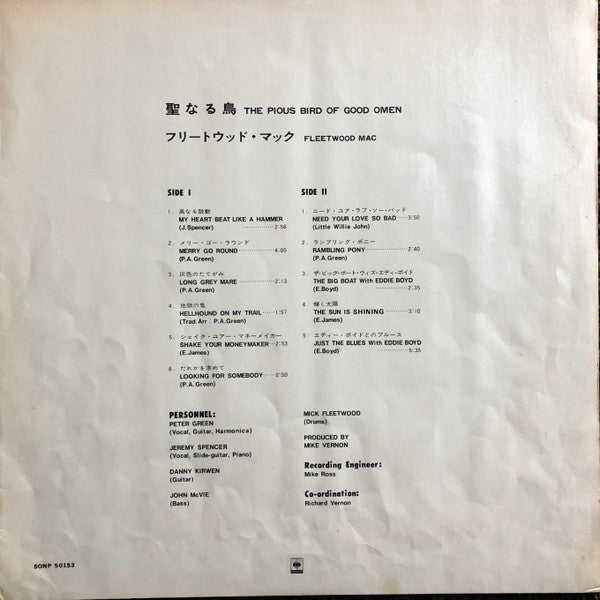 聖なる鳥 THE PIOUS BIRD OF GOOD OMEN
フリートウッド・マック FLEETWOOD MAC
SIDE I
1. 高なる鼓動
MY HEART BEAT LIKE A HAMMER
(J.Spencer) 2:56
2. メリー・ゴー・ラウンド
MERRY GO ROUND 4:05
(P.A.Green)
3. 灰色のたてがみ
LONG GREY MARE 2:13
(P.A.Green)
4. 地獄の鬼
HELLHOUND ON MY TRAIL 1:57
(Trad. Arr : P.A.Green)
5. シェイク・ユアー・マネーメイカー
SHAKE YOUR MONEYMAKER 2:53
(E.James)
6. だれかを求めて
LOOKING FOR SOMEBODY 2:50
(P.A.Green)
SIDE II
1. ニード・ユア・ラブ・ソー・バッド
NEED YOUR LOVE SO BAD 3:50
(Little Willie John)
2. ランブリング・ポニー
RAMBLING PONY 2:40
(P.A.Green)
3. ザ・ビッグ・ボート・ウィズ・エディ・ボイド
THE BIG BOAT With EDDIE BOYD
(E.Boyd) 2:35
4. 輝く太陽
THE SUN IS SHINING 3:10
(E.James)
5. エディー・ボイドとのブルース
JUST TNE BLUES With EDDIE BOYD
(E.Boyd) 5:35
PERSONNEL:
PETER GREEN
(Vocal, Guitar, Harmonica)
JEREMY SPENCER
(Vocal, Slide-guitar, Piano)
DANNY KIRWEN
(Guitar)
JOHN McVIE
(Bass)
MICK FLEETWOOD
(Drums)
PRODUCED BY
MIKE VERNON
Recording Engineer:
Mike Ross
Co-ordination:
Richard Vernon
SONP 50153